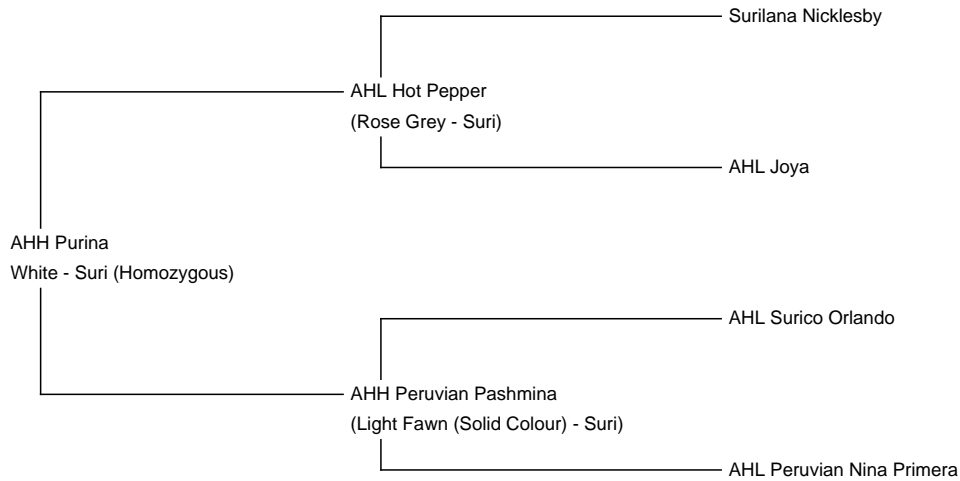 Surilana Nicklesby
AHL Hot Pepper
(Rose Grey - Suri)
AHL Joya
AHH Purina
White - Suri (Homozygous)
AHL Surico Orlando
AHH Peruvian Pashmina
(Light Fawn (Solid Colour) - Suri)
AHL Peruvian Nina Primera